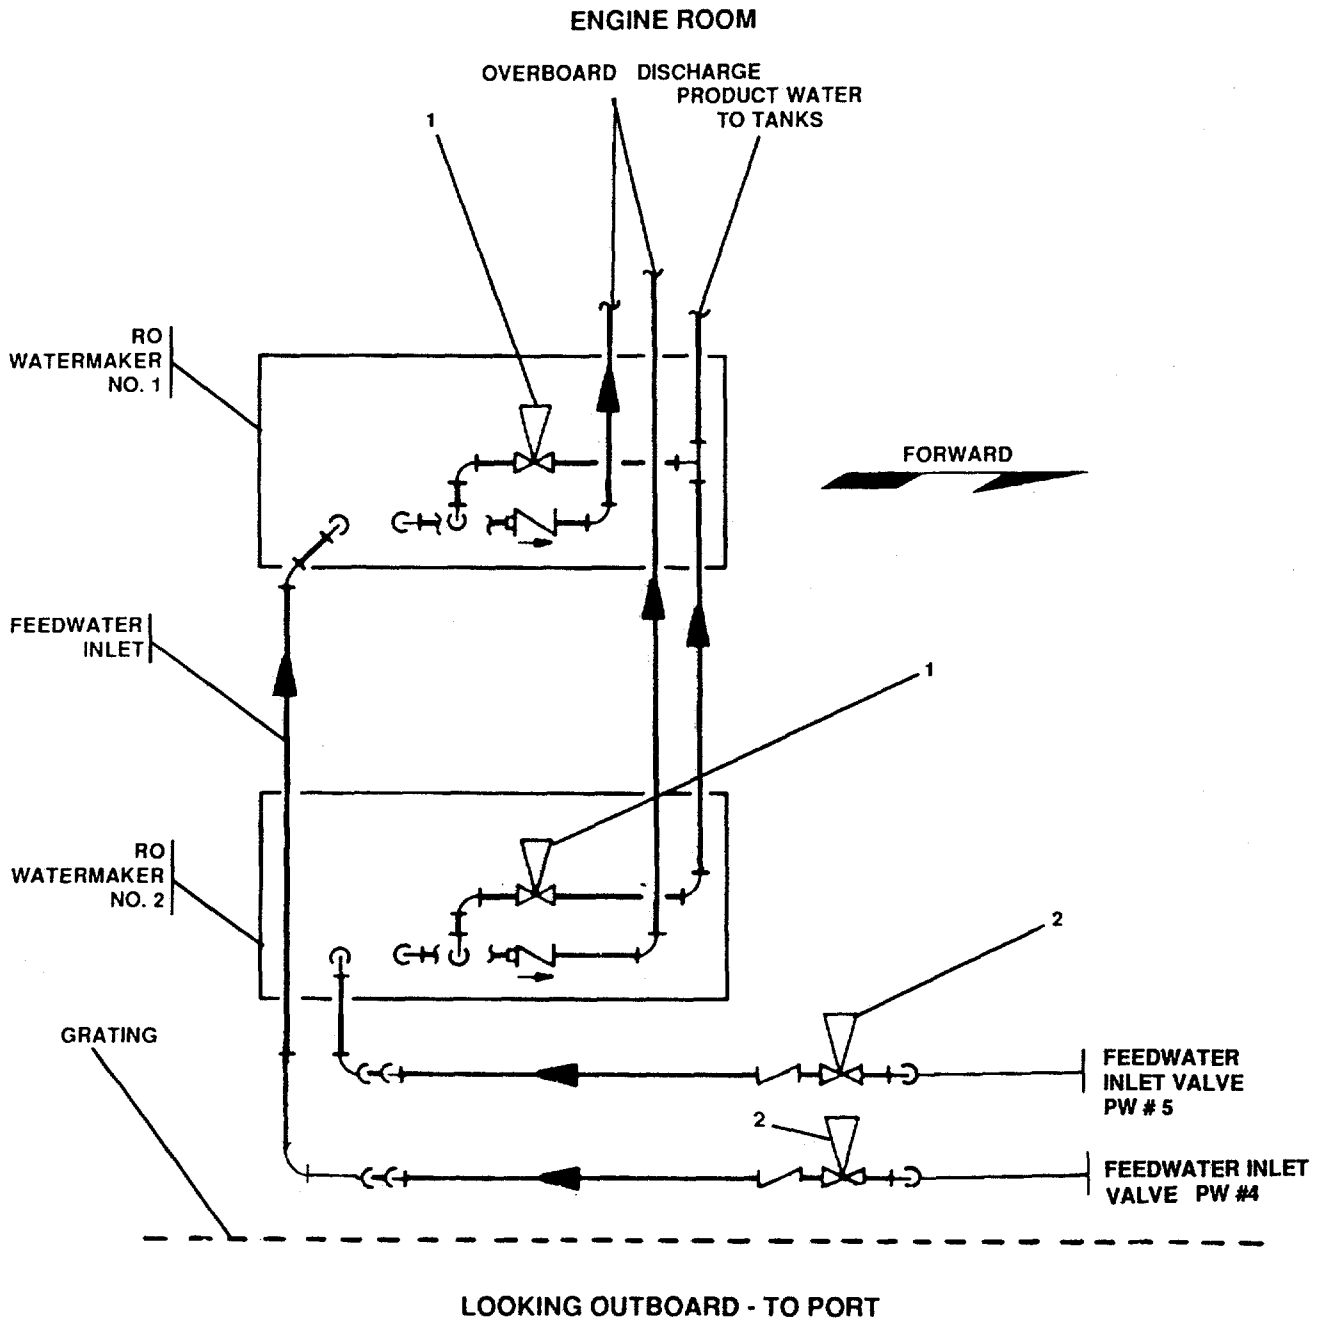 ENGINE ROOM
OVERBOARD DISCHARGE
PRODUCT WATER
TO TANKS
1
RO
WATERMAKER
NO. 1
FORWARD
FEEDWATER
INLET
1
RO
WATERMAKER
NO. 2
2
GRATING
FEEDWATER
INLET VALVE
PW # 5
2
FEEDWATER INLET
VALVE PW #4
LOOKING OUTBOARD - TO PORT